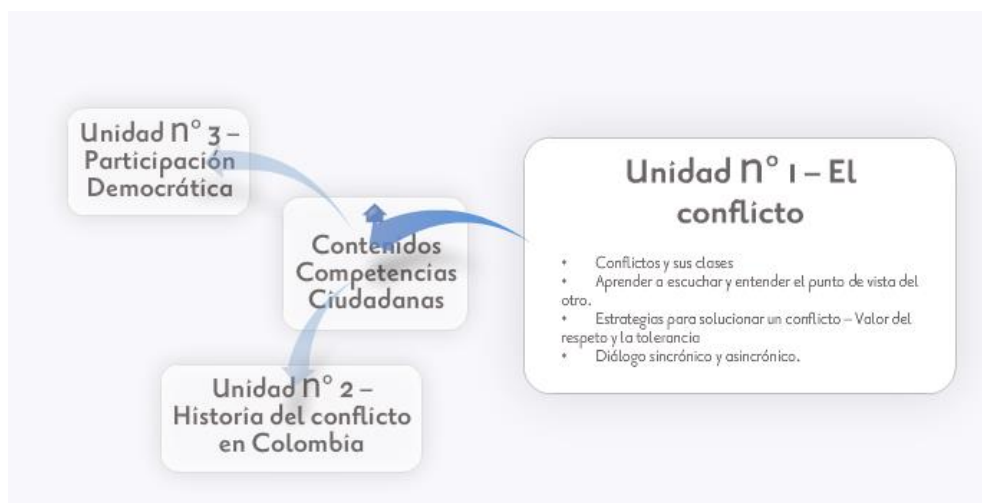 Unidad N° 3 –
Participación
Democrática
Contenidos
Competencias
Ciudadanas
Unidad N° 2 –
Historia del conflicto
en Colombia
Unidad N° 1 – El
conflicto
• Conflictos y sus clases
• Aprender a escuchar y entender el punto de vista del
otro.
• Estrategias para solucionar un conflicto – Valor del
respeto y la tolerancia
• Diálogo sincrónico y asincrónico.